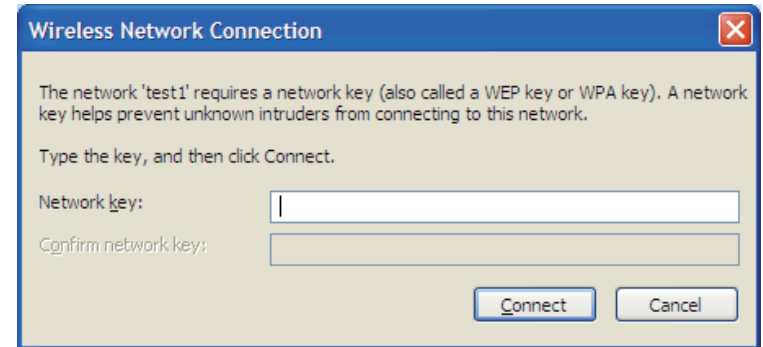 Wireless Network Connection
The network 'test1' requires a network key (also called a WEP key or WPA key). A network
key helps prevent unknown intruders from connecting to this network.
Type the key, and then click Connect.
Network key:
Confirm network key:
Connect Cancel